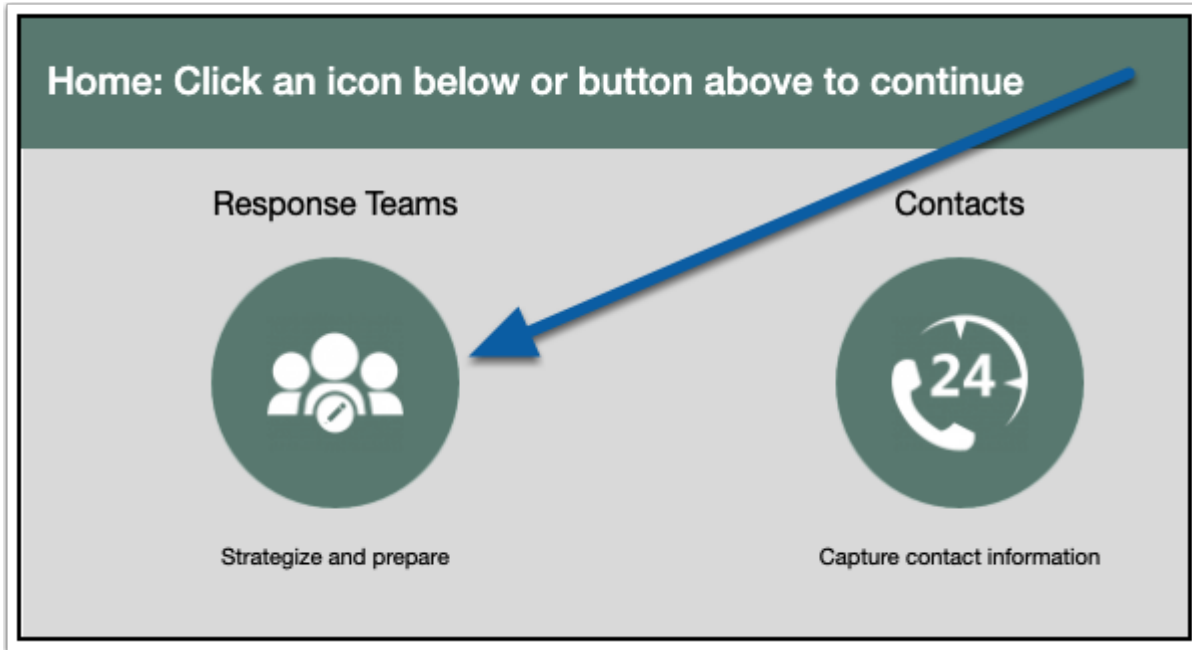 Home: Click an icon below or button above to continue
Response Teams
Contacts
24
Strategize and prepare
Capture contact information